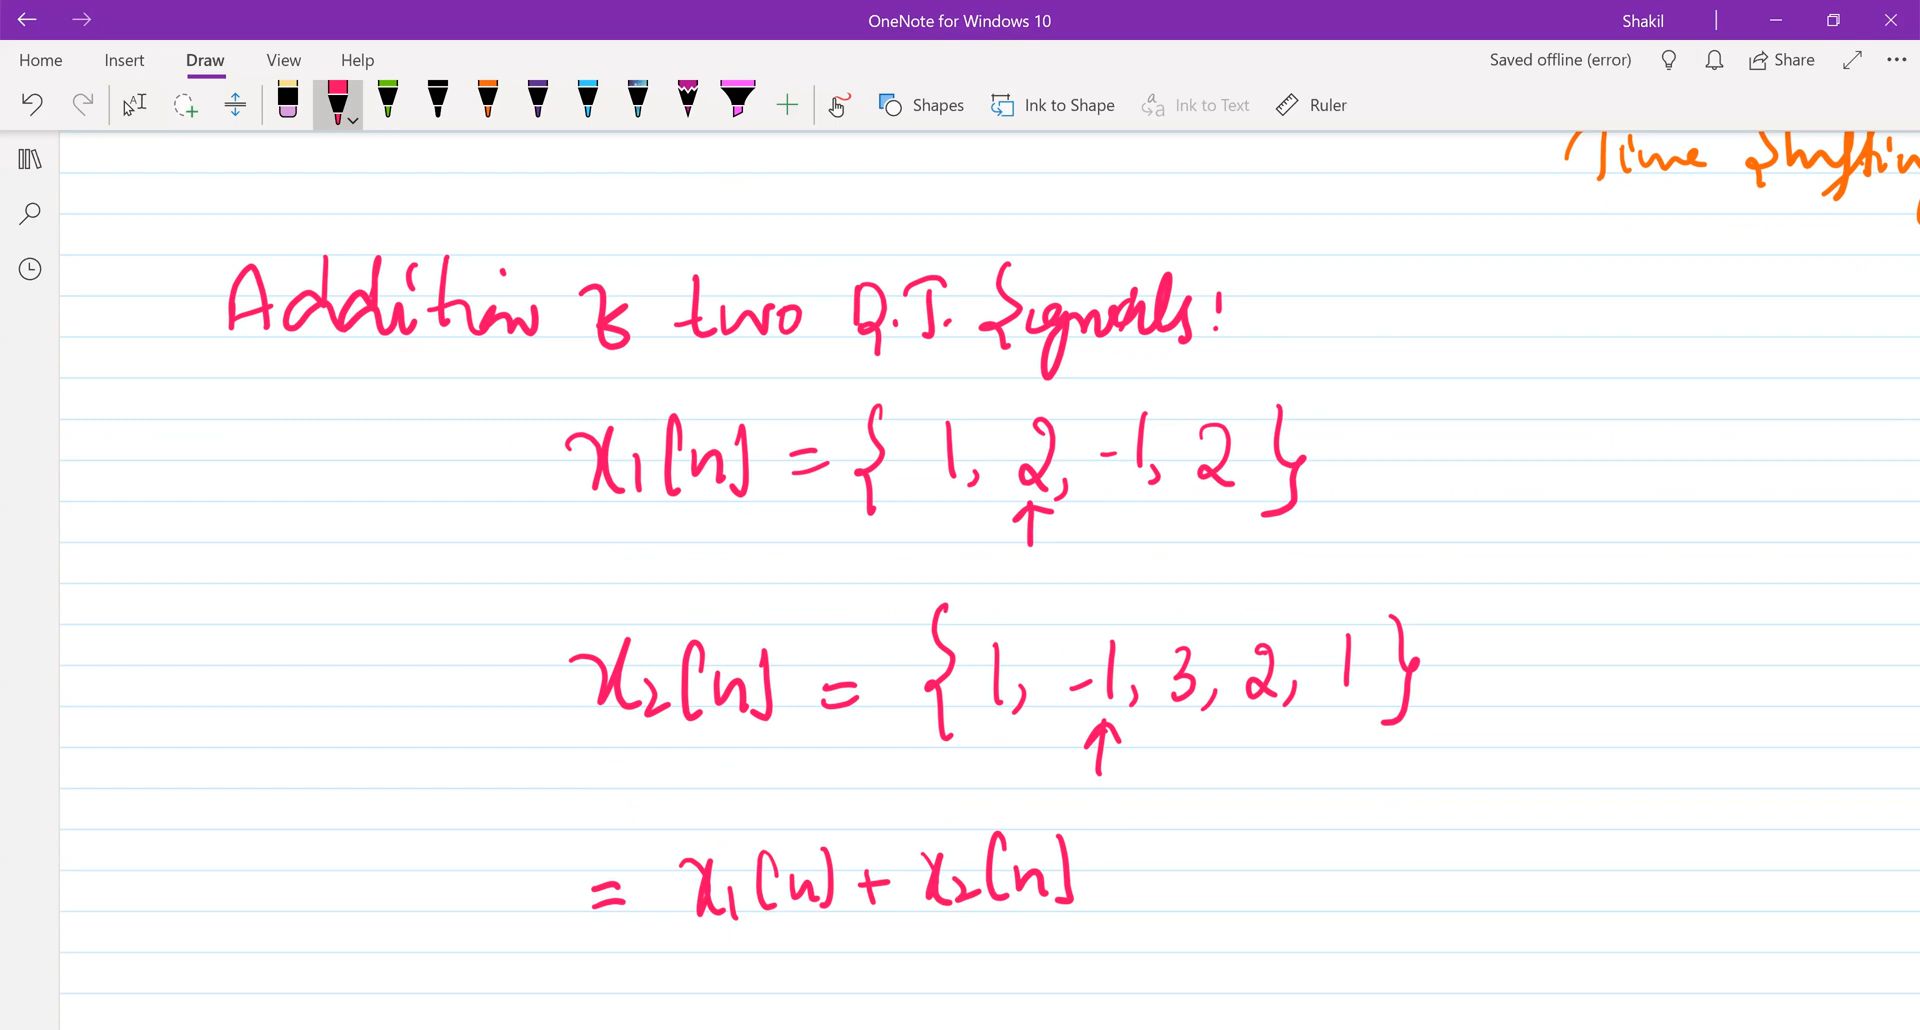 OneNote for Windows 10
Shakil
Home Insert Draw View Help
Saved offline (error) Share
Shapes Ink to Shape Ink to Text Ruler
Time Shifting
Addition of two D.T. Signals:
x₁[n] = { 1, 2, -1, 2 }
↑
x₂[n] = { 1, -1, 3, 2, 1 }
↑
= x₁[n] + x₂[n]